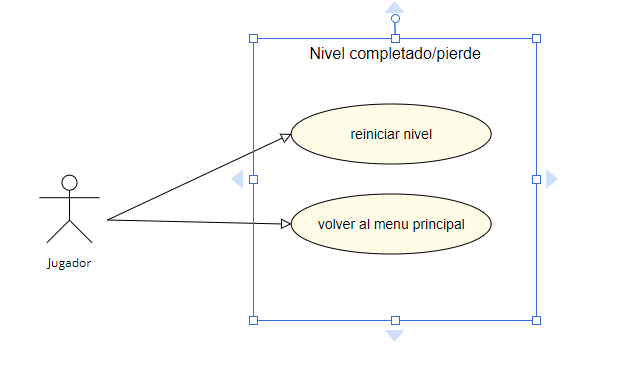 Nivel completado/pierde
reiniciar nivel
volver al menu principal
Jugador